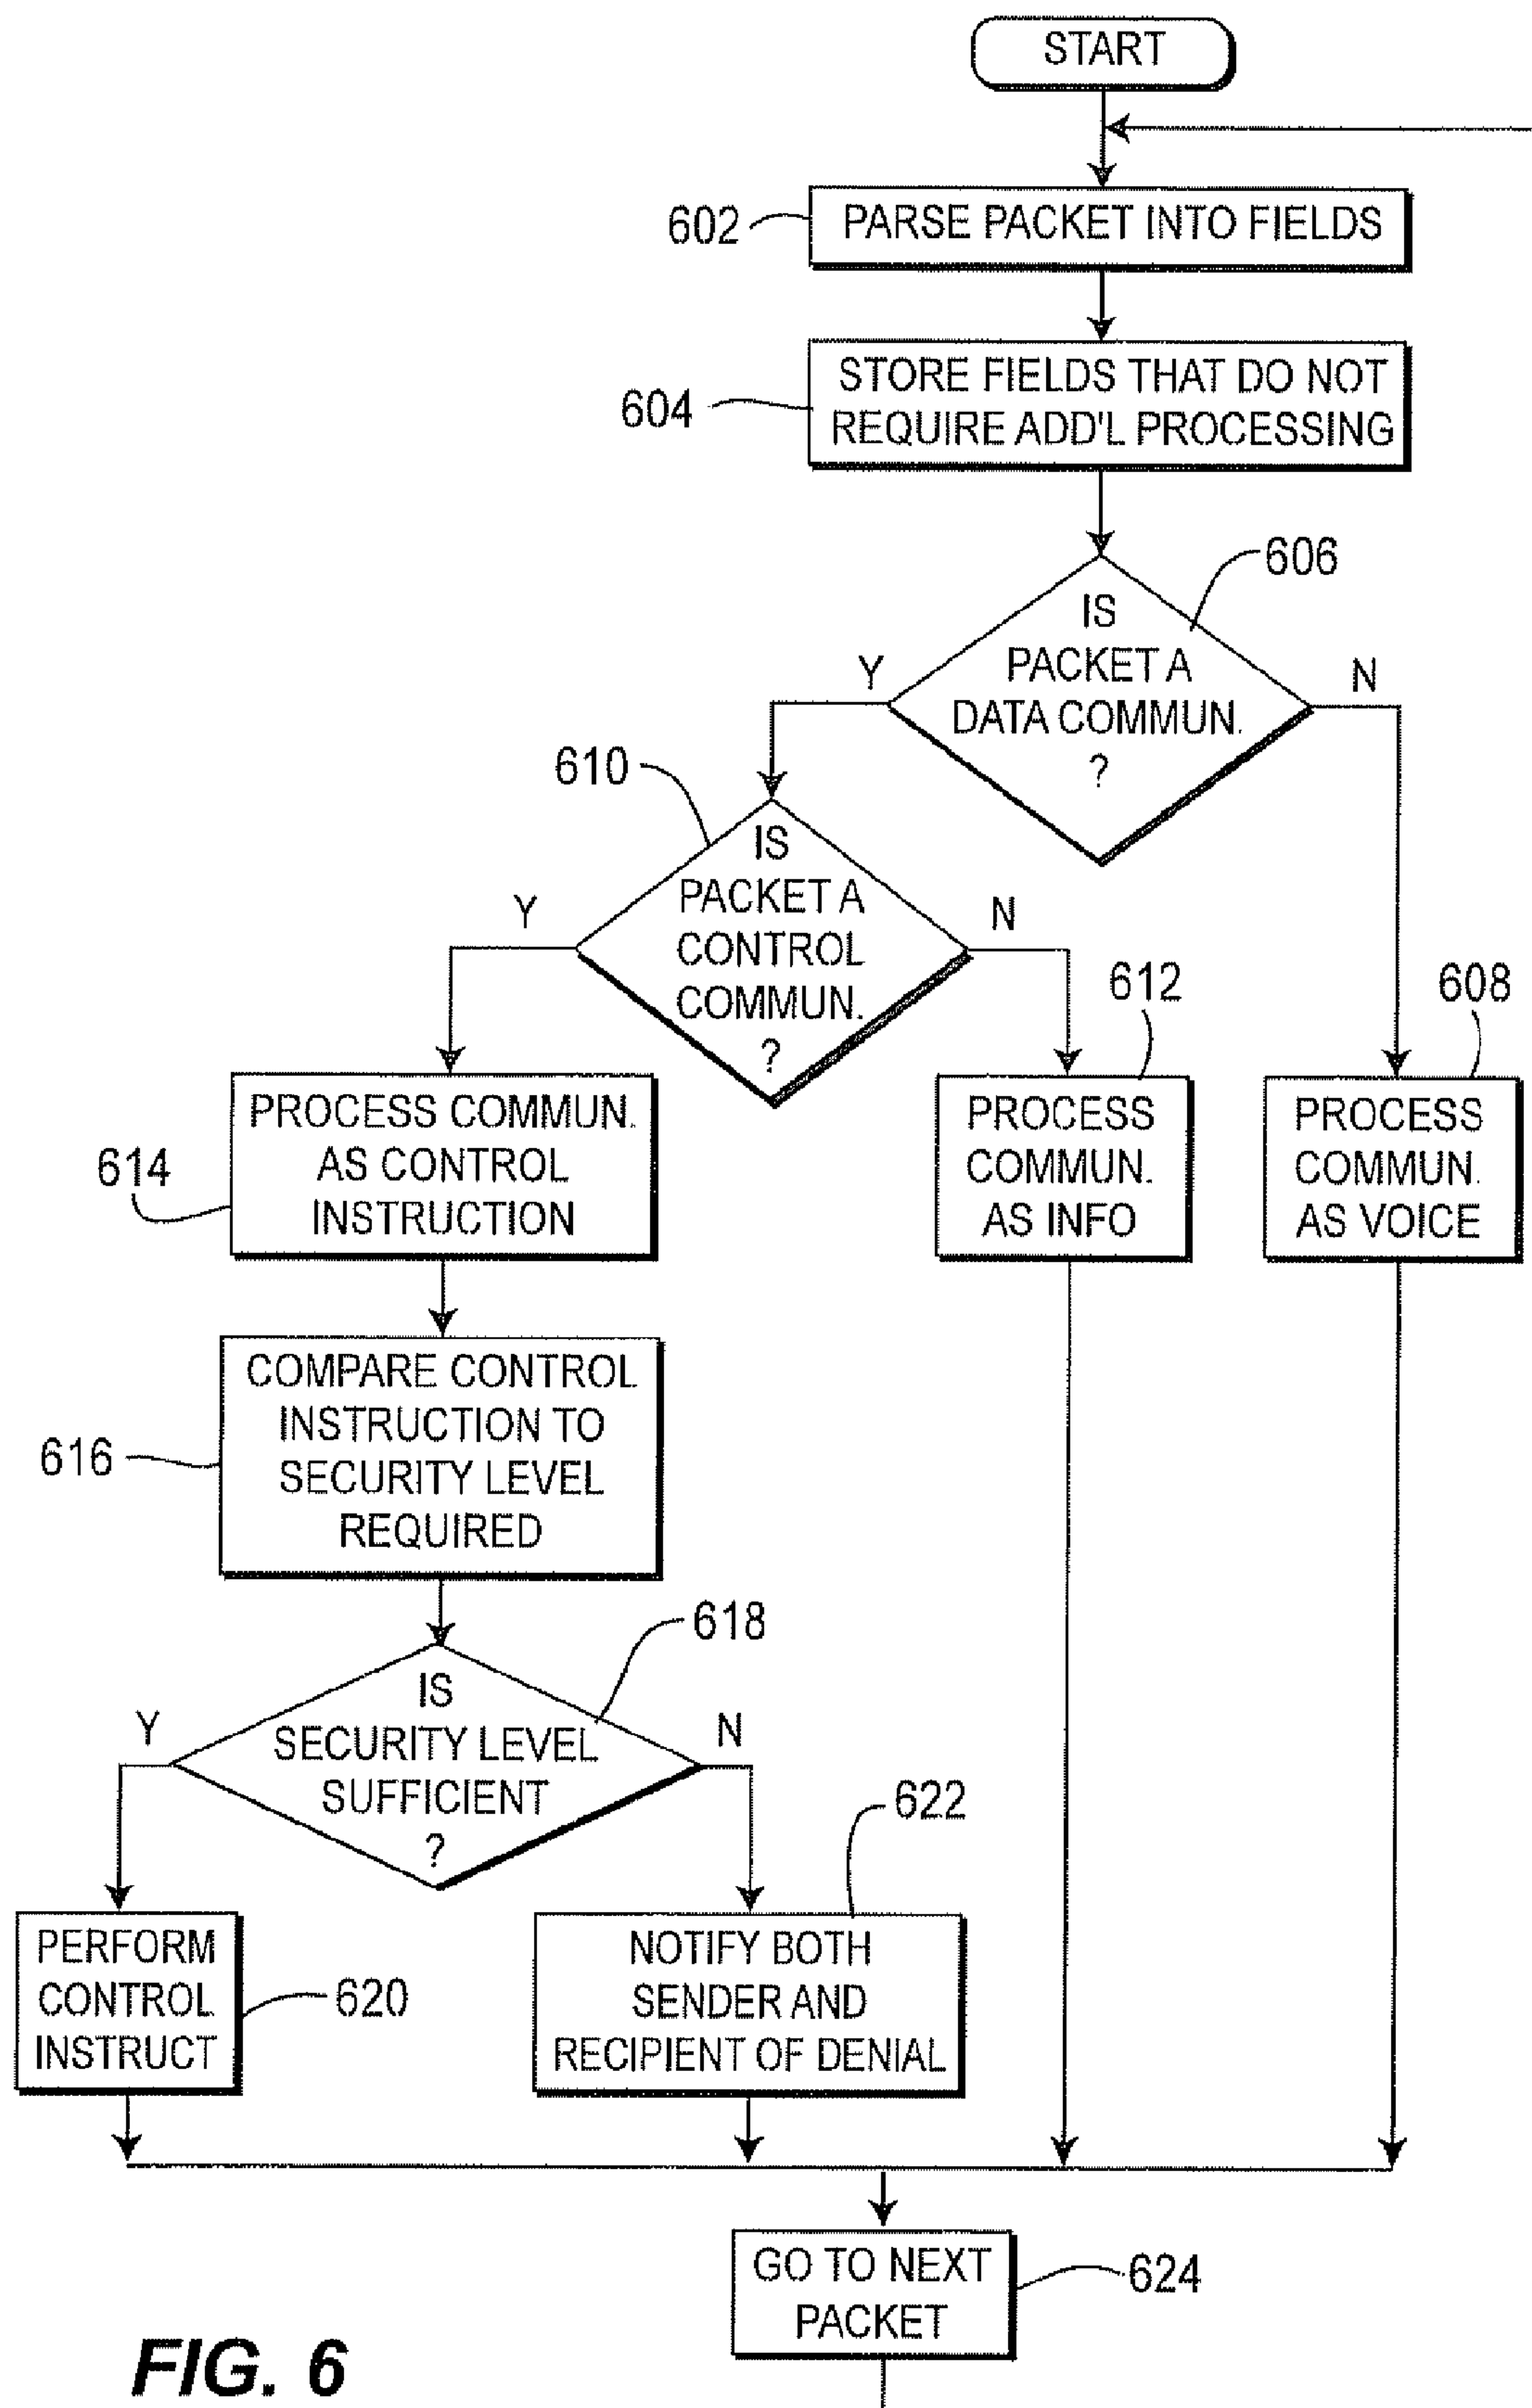 START
602
PARSE PACKET INTO FIELDS
604
STORE FIELDS THAT DO NOT
REQUIRE ADD'L PROCESSING
606
IS
PACKET A
DATA COMMUN.
?
Y
N
610
IS
PACKET A
CONTROL
COMMUN.
?
Y
N
612
608
614
PROCESS COMMUN.
AS CONTROL
INSTRUCTION
PROCESS
COMMUN.
AS INFO
PROCESS
COMMUN.
AS VOICE
616
COMPARE CONTROL
INSTRUCTION TO
SECURITY LEVEL
REQUIRED
618
IS
SECURITY LEVEL
SUFFICIENT
?
Y
N
622
PERFORM
CONTROL
INSTRUCT
620
NOTIFY BOTH
SENDER AND
RECIPIENT OF DENIAL
GO TO NEXT
PACKET
624
FIG. 6